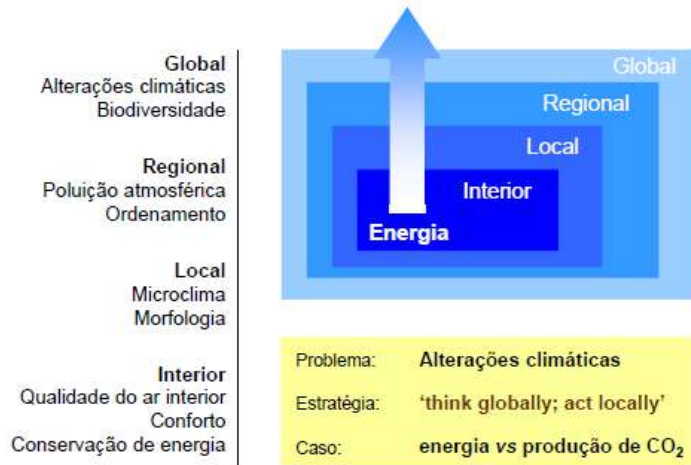 Global
Alterações climáticas
Biodiversidade
Regional
Poluição atmosférica
Ordenamento
Local
Microclima
Morfologia
Interior
Qualidade do ar interior
Conforto
Conservação de energia
Global
Regional
Local
Interior
Energia
Problema: Alterações climáticas
Estratégia: ‘think globally; act locally’
Caso: energia vs produção de CO₂